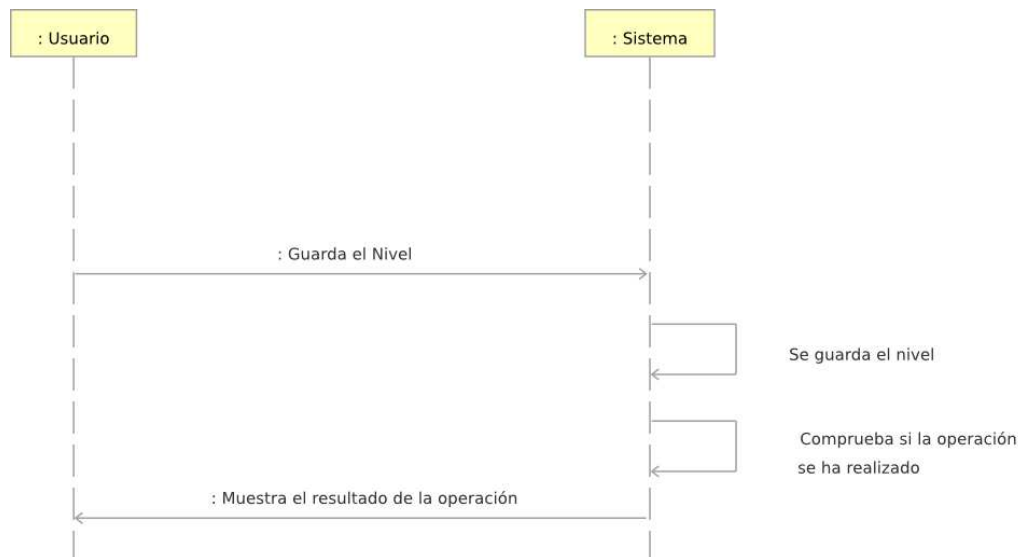 : Usuario
: Sistema
: Guarda el Nivel
Se guarda el nivel
Comprueba si la operación
se ha realizado
: Muestra el resultado de la operación